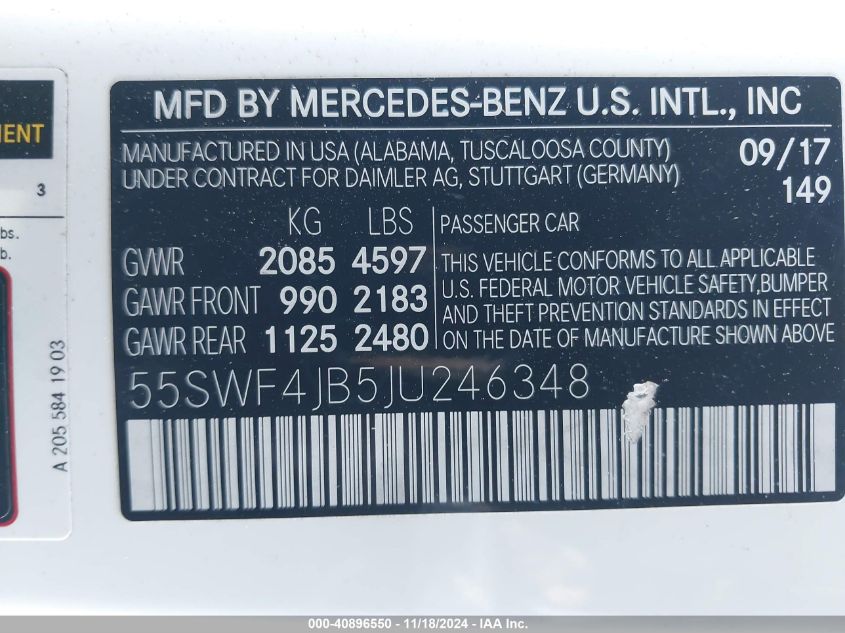 MENT
3
bs.
b.
A 205 584 19 03
MFD BY MERCEDES-BENZ U.S. INTL., INC
MANUFACTURED IN USA (ALABAMA, TUSCALOOSA COUNTY) 09/17
UNDER CONTRACT FOR DAIMLER AG, STUTTGART (GERMANY) 149
KG LBS PASSENGER CAR
GVWR 2085 4597 THIS VEHICLE CONFORMS TO ALL APPLICABLE
GAWR FRONT 990 2183 U.S. FEDERAL MOTOR VEHICLE SAFETY,BUMPER
AND THEFT PREVENTION STANDARDS IN EFFECT
GAWR REAR 1125 2480 ON THE DATE OF MANUFACTURE SHOWN ABOVE
55SWF4JB5JU246348
000-40896550 - 11/18/2024 - IAA Inc.